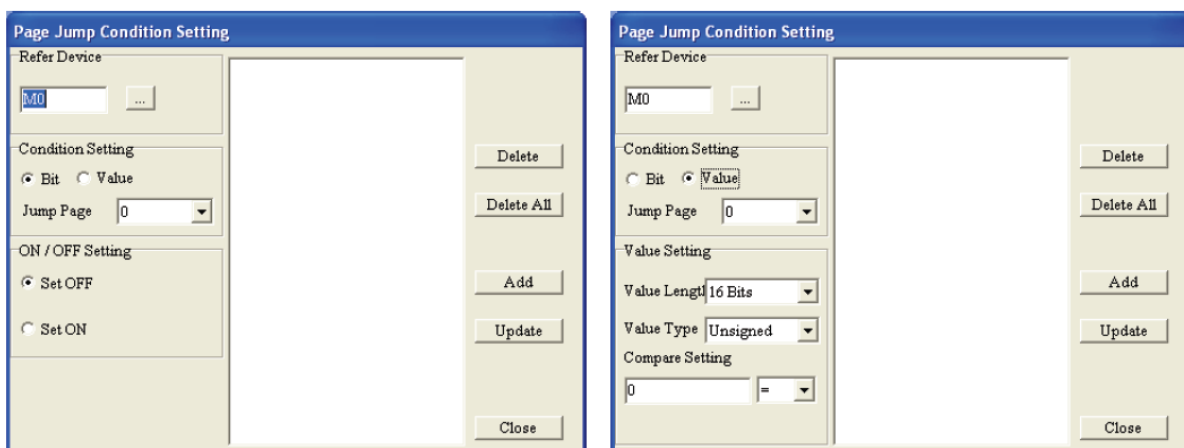 Page Jump Condition Setting
Refer Device
M0
...
Condition Setting
Bit Value
Jump Page 0
ON / OFF Setting
Set OFF
Set ON
Delete
Delete All
Add
Update
Close
Page Jump Condition Setting
Refer Device
M0
...
Condition Setting
Bit Value
Jump Page 0
Value Setting
Value Lengtl 16 Bits
Value Type Unsigned
Compare Setting
0 =
Delete
Delete All
Add
Update
Close